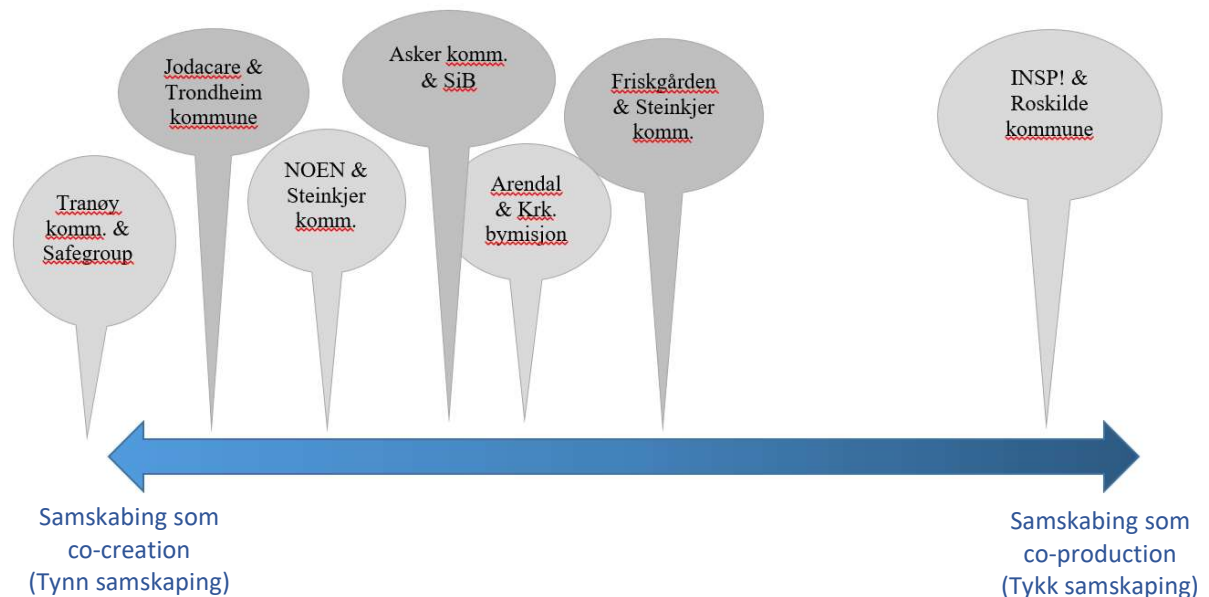 Tranøy
komm. &
Safegroup
Jodacare &
Trondheim
kommune
NOEN &
Steinkjer
komm.
Asker komm.
& SiB
Arendal
& Krk.
bymisjon
Friskgården
& Steinkjer
komm.
INSP! &
Roskilde
kommune
Samskabing som
co-creation
(Tynn samskaping)
Samskabing som
co-production
(Tykk samskaping)